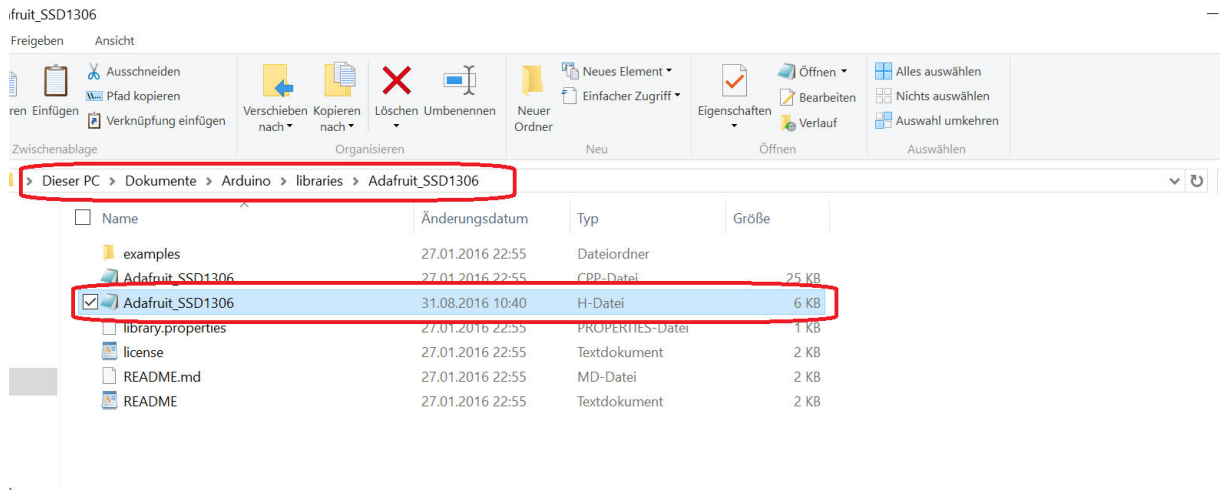 fruit_SSD1306
Freigeben Ansicht
Ausschneiden
Pfad kopieren
Verknüpfung einfügen
ren Einfügen
Zwischenablage
Verschieben nach
Kopieren nach
Löschen Umbenennen
Organisieren
Neuer Ordner
Neues Element
Einfacher Zugriff
Neu
Eigenschaften
Öffnen
Bearbeiten
Verlauf
Öffnen
Alles auswählen
Nichts auswählen
Auswahl umkehren
Auswählen
> Dieser PC > Dokumente > Arduino > libraries > Adafruit_SSD1306
Name Änderungsdatum Typ Größe
examples 27.01.2016 22:55 Dateiordner
Adafruit_SSD1306 27.01.2016 22:55 CPP-Datei 25 KB
Adafruit_SSD1306 31.08.2016 10:40 H-Datei 6 KB
library.properties 27.01.2016 22:55 PROPERTIES-Datei 1 KB
license 27.01.2016 22:55 Textdokument 2 KB
README.md 27.01.2016 22:55 MD-Datei 2 KB
README 27.01.2016 22:55 Textdokument 2 KB